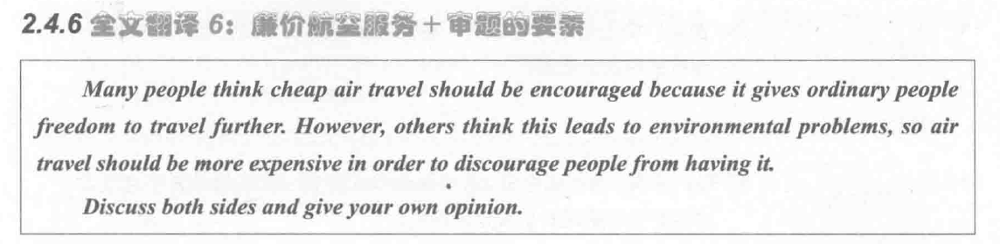 2.4.6 全文翻译 6：廉价航空服务＋审题的要素
Many people think cheap air travel should be encouraged because it gives ordinary people
freedom to travel further. However, others think this leads to environmental problems, so air
travel should be more expensive in order to discourage people from having it.
Discuss both sides and give your own opinion.